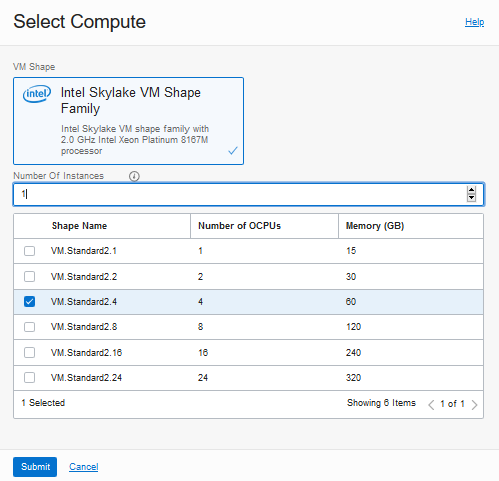 Select Compute
Help
VM Shape
intel
Intel Skylake VM Shape
Family
Intel Skylake VM shape family with
2.0 GHz Intel Xeon Platinum 8167M
processor
Number Of Instances
1
Shape Name Number of OCPUs Memory (GB)
VM.Standard2.1 1 15
VM.Standard2.2 2 30
VM.Standard2.4 4 60
VM.Standard2.8 8 120
VM.Standard2.16 16 240
VM.Standard2.24 24 320
1 Selected Showing 6 Items 1 of 1
Submit Cancel